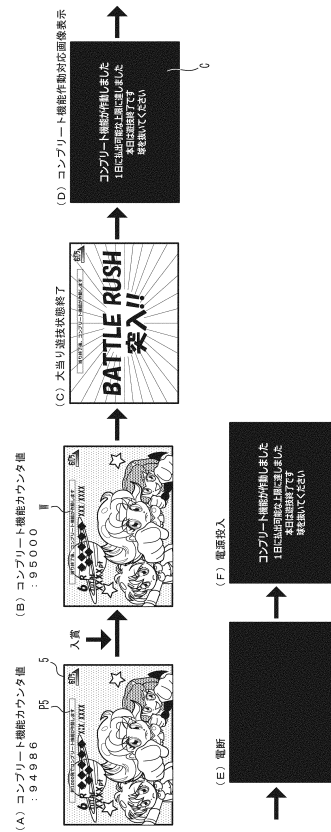 (A) コンプリート機能カウンタ値
:94986
P5
5
入賞
(B) コンプリート機能カウンタ値
:95000
W
(C) 大当り遊技状態終了
BATTLE RUSH
突入!!
(D) コンプリート機能作動対応画像表示
コンプリート機能が作動しました
1日に払出可能な上限に達しました
本日は遊技終了です
球を抜いてください
C
(E) 電断
(F) 電源投入
コンプリート機能が作動しました
1日に払出可能な上限に達しました
本日は遊技終了です
球を抜いてください